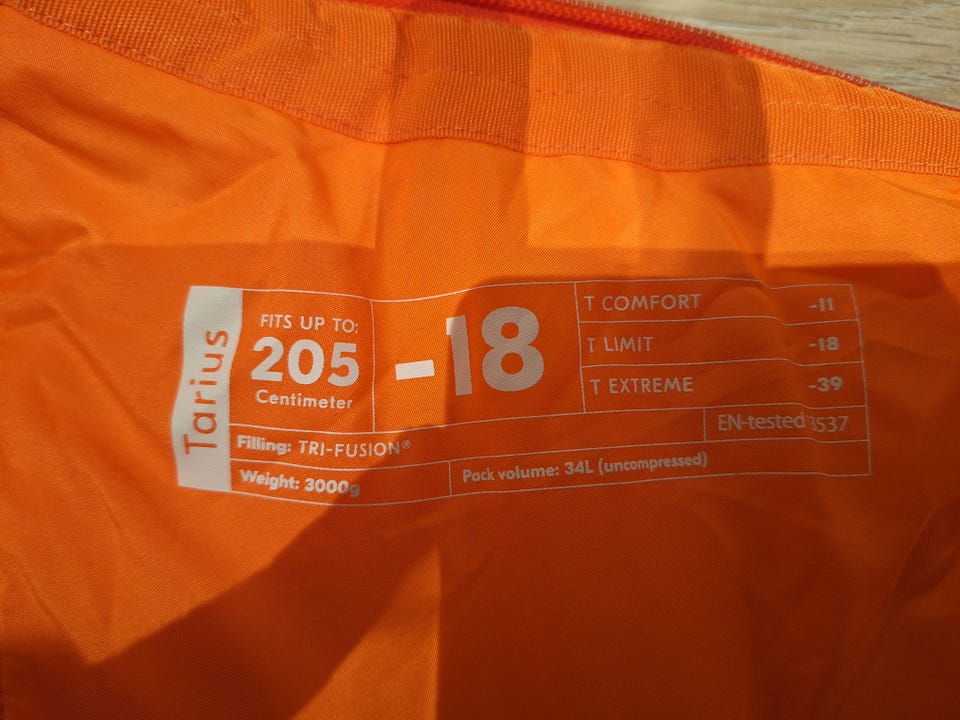 Tarius
FITS UP TO:
205
Centimeter
-18
T COMFORT -11
T LIMIT -18
T EXTREME -39
EN-tested 3537
Filling: TRI-FUSION®
Weight: 3000g
Pack volume: 34L (uncompressed)